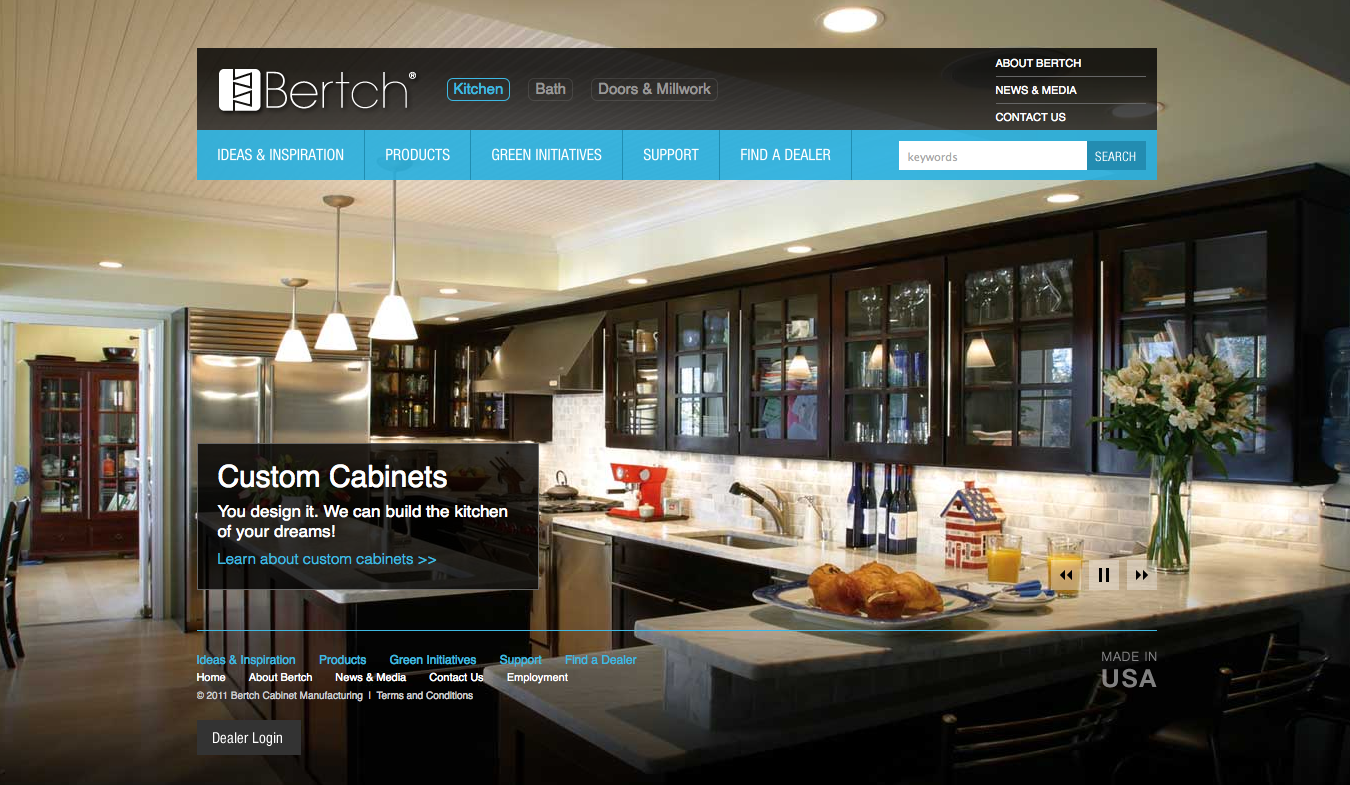 Bertch®
Kitchen Bath Doors & Millwork
ABOUT BERTCH
NEWS & MEDIA
CONTACT US
IDEAS & INSPIRATION PRODUCTS GREEN INITIATIVES SUPPORT FIND A DEALER
keywords SEARCH
Custom Cabinets
You design it. We can build the kitchen
of your dreams!
Learn about custom cabinets >>
Ideas & Inspiration Products Green Initiatives Support Find a Dealer
Home About Bertch News & Media Contact Us Employment
© 2011 Bertch Cabinet Manufacturing | Terms and Conditions
MADE IN
USA
Dealer Login